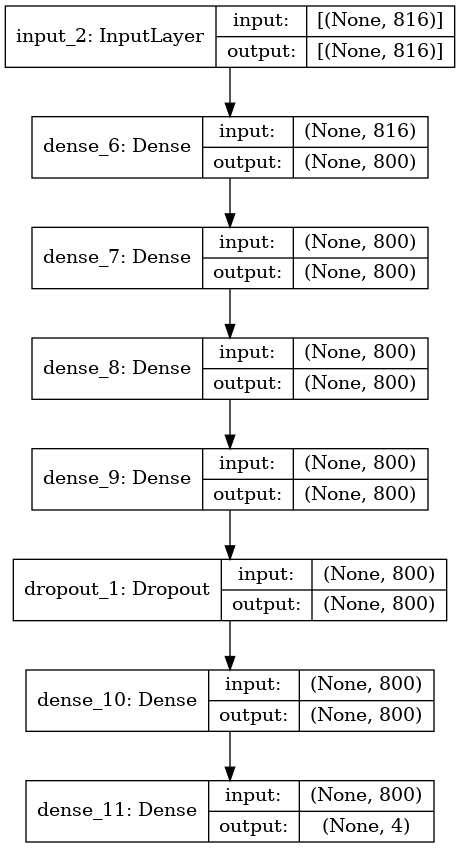 input_2: InputLayer
input: [(None, 816)]
output: [(None, 816)]
dense_6: Dense
input: (None, 816)
output: (None, 800)
dense_7: Dense
input: (None, 800)
output: (None, 800)
dense_8: Dense
input: (None, 800)
output: (None, 800)
dense_9: Dense
input: (None, 800)
output: (None, 800)
dropout_1: Dropout
input: (None, 800)
output: (None, 800)
dense_10: Dense
input: (None, 800)
output: (None, 800)
dense_11: Dense
input: (None, 800)
output: (None, 4)